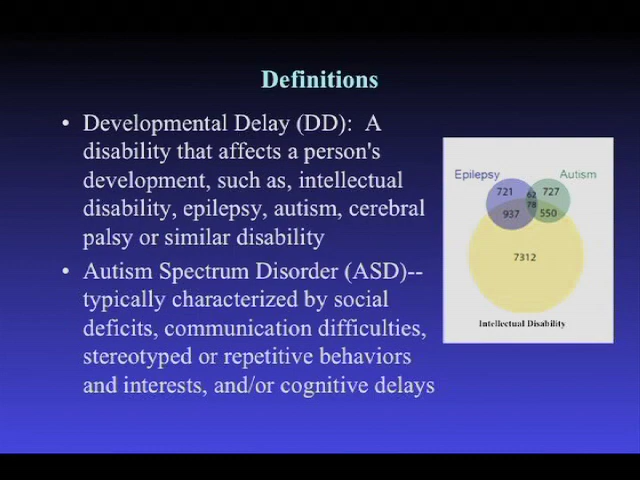 Definitions
• Developmental Delay (DD): A
disability that affects a person's
development, such as, intellectual
disability, epilepsy, autism, cerebral
palsy or similar disability
• Autism Spectrum Disorder (ASD)--
typically characterized by social
deficits, communication difficulties,
stereotyped or repetitive behaviors
and interests, and/or cognitive delays
Epilepsy Autism
721 62 727
78
937 550
7312
Intellectual Disability